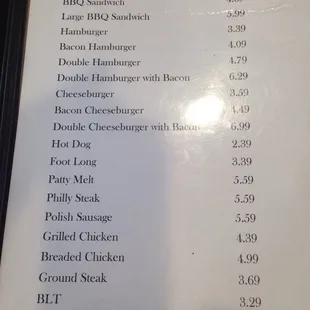 BBQ Sandwich
Large BBQ Sandwich 5.99
Hamburger 3.39
Bacon Hamburger 4.09
Double Hamburger 4.79
Double Hamburger with Bacon 6.29
Cheeseburger 3.59
Bacon Cheeseburger 4.49
Double Cheeseburger with Bacon 6.99
Hot Dog 2.39
Foot Long 3.39
Patty Melt 5.59
Philly Steak 5.59
Polish Sausage 5.59
Grilled Chicken 4.39
Breaded Chicken 4.99
Ground Steak 3.69
BLT 3.29